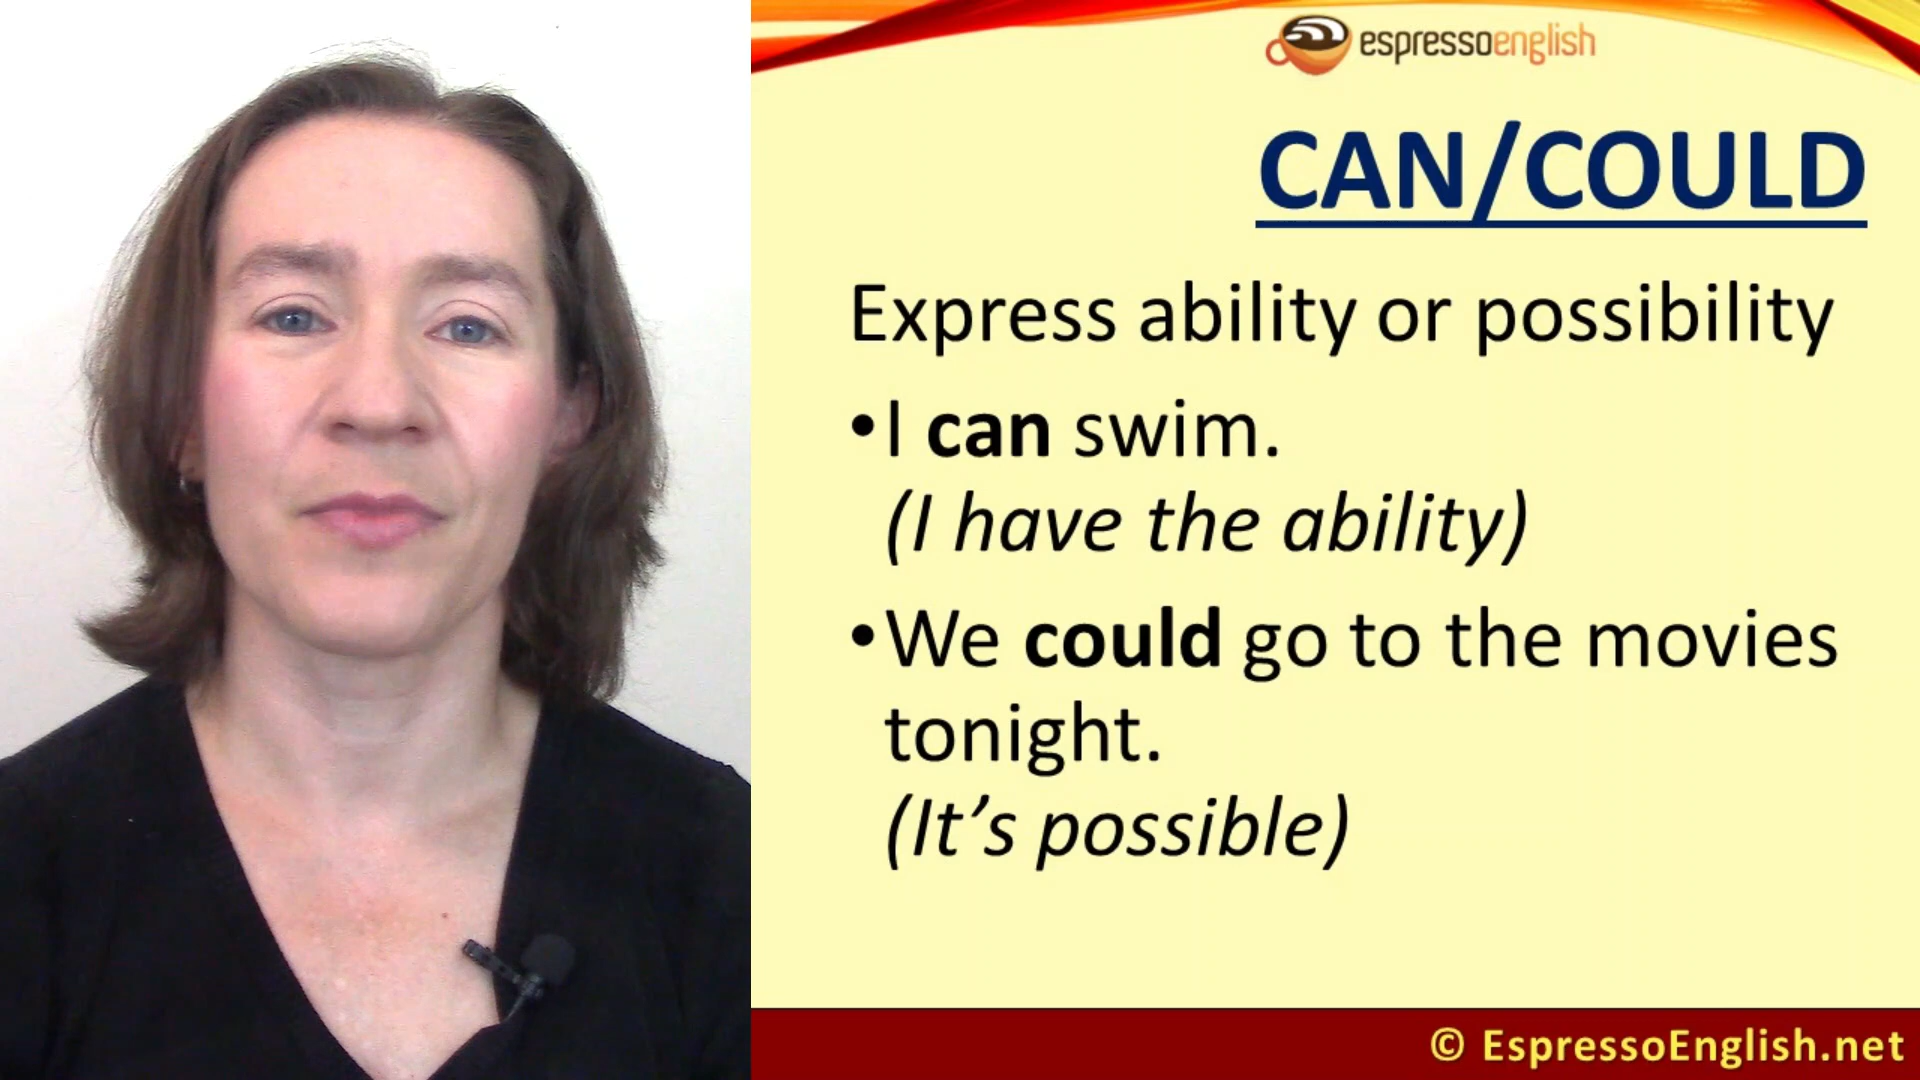 espressoenglish
CAN/COULD
Express ability or possibility
•I can swim.
(I have the ability)
•We could go to the movies
tonight.
(It’s possible)
© EspressoEnglish.net